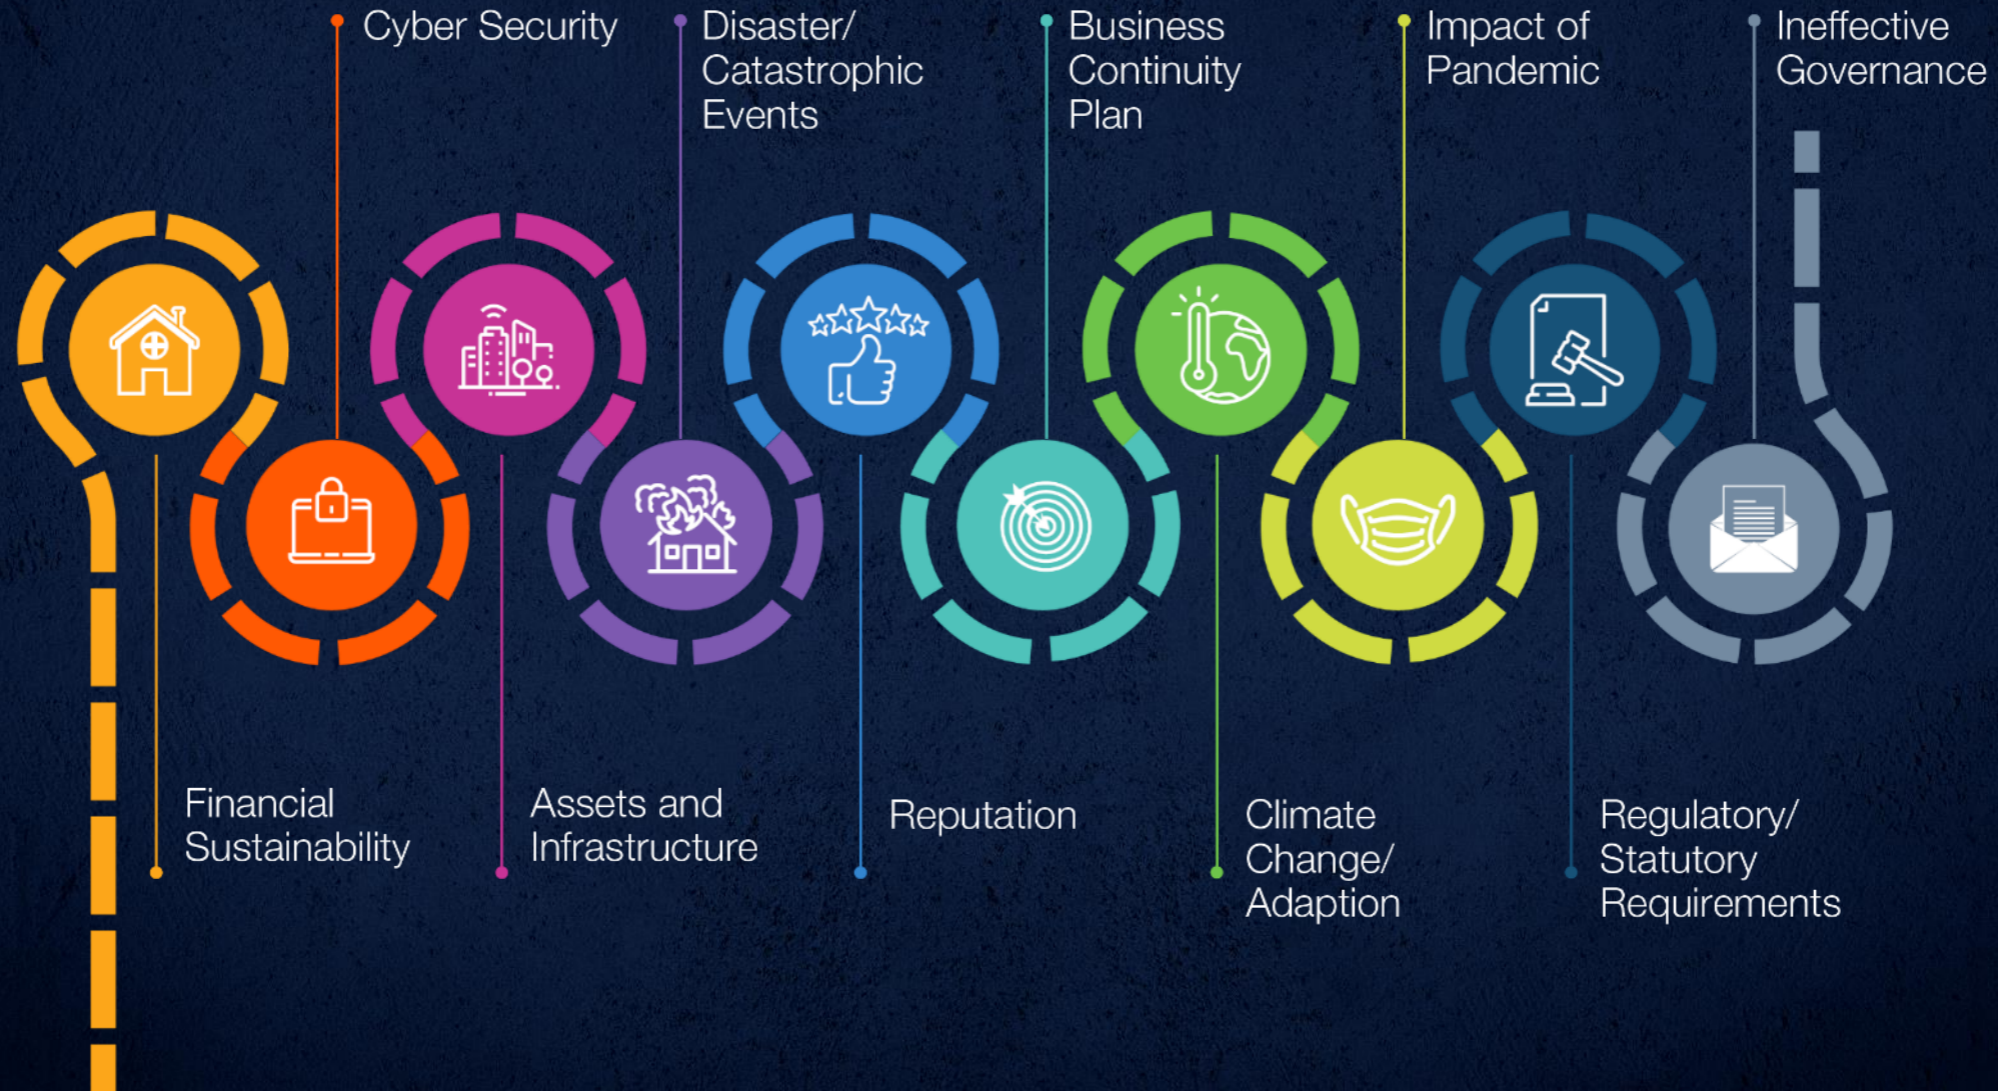 Cyber Security
Disaster/
Catastrophic
Events
Business
Continuity
Plan
Impact of
Pandemic
Ineffective
Governance
Financial
Sustainability
Assets and
Infrastructure
Reputation
Climate
Change/
Adaption
Regulatory/
Statutory
Requirements